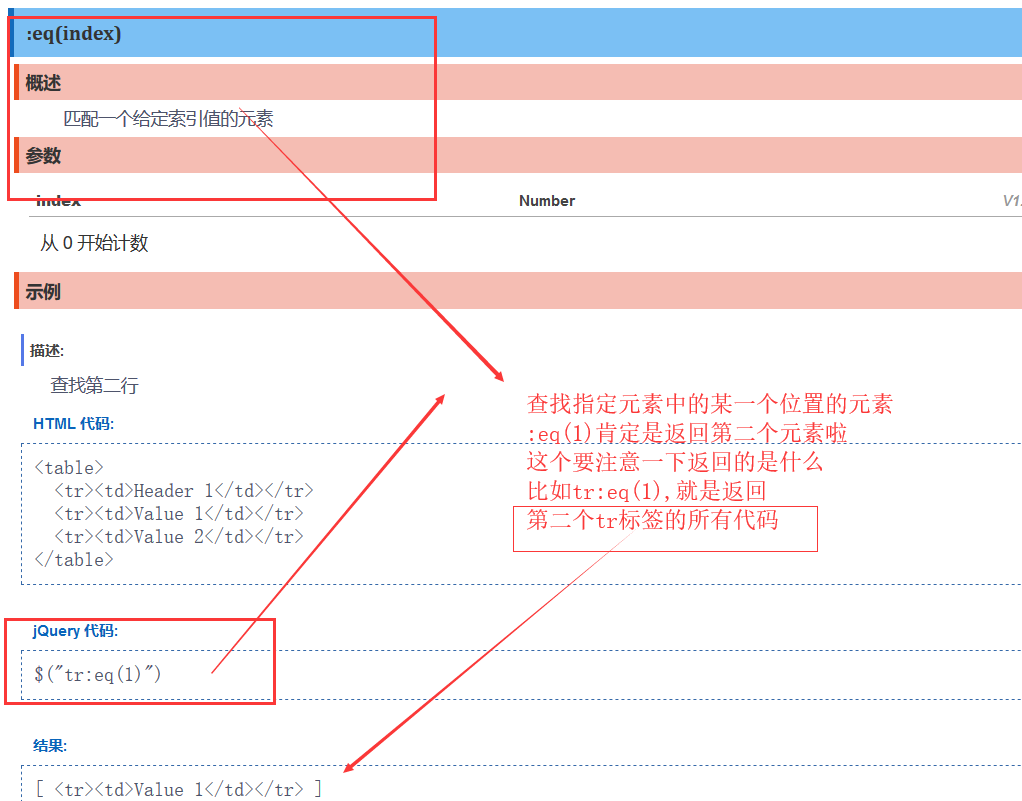 :eq(index)
概述
匹配一个给定索引值的元素
参数
index Number V1.
从 0 开始计数
示例
描述:
查找第二行
HTML 代码:
<table>
  <tr><td>Header 1</td></tr>
  <tr><td>Value 1</td></tr>
  <tr><td>Value 2</td></tr>
</table>
查找指定元素中的某一个位置的元素
:eq(1)肯定是返回第二个元素啦
这个要注意一下返回的是什么
比如tr:eq(1),就是返回
第二个tr标签的所有代码
jQuery 代码:
$("tr:eq(1)")
结果:
[ <tr><td>Value 1</td></tr> ]